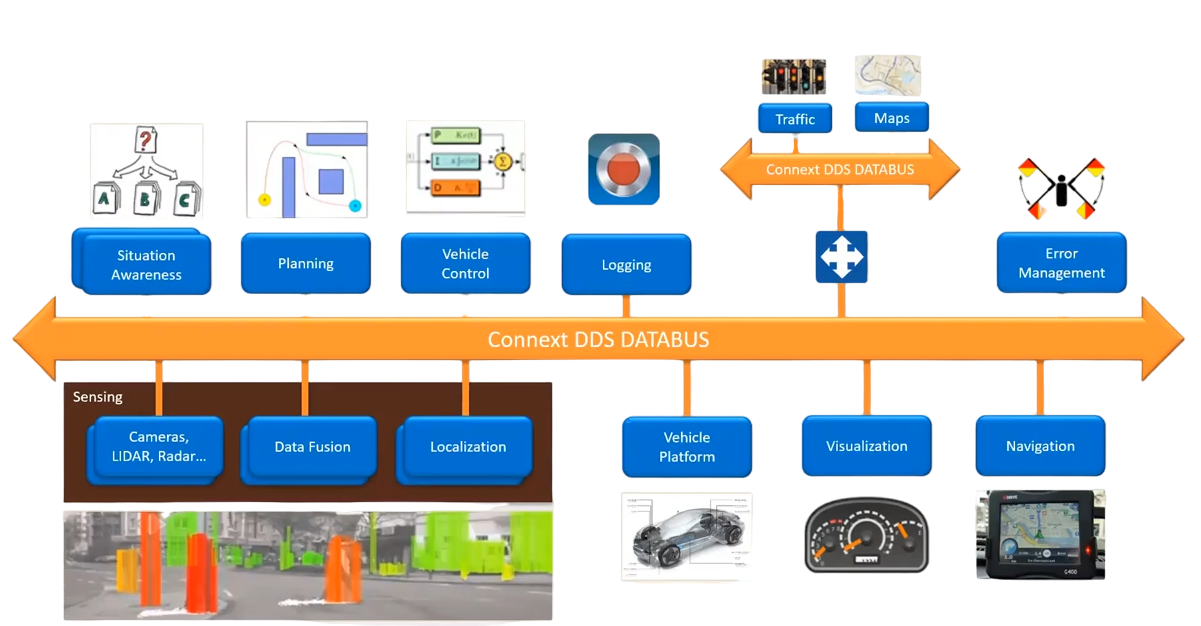 Traffic
Maps
Connext DDS DATABUS
?
A
B
C
P
I
D
Σ
Situation
Awareness
Planning
Vehicle
Control
Logging
Error
Management
Connext DDS DATABUS
Sensing
Cameras,
LIDAR, Radar...
Data Fusion
Localization
Vehicle
Platform
Visualization
Navigation
G400